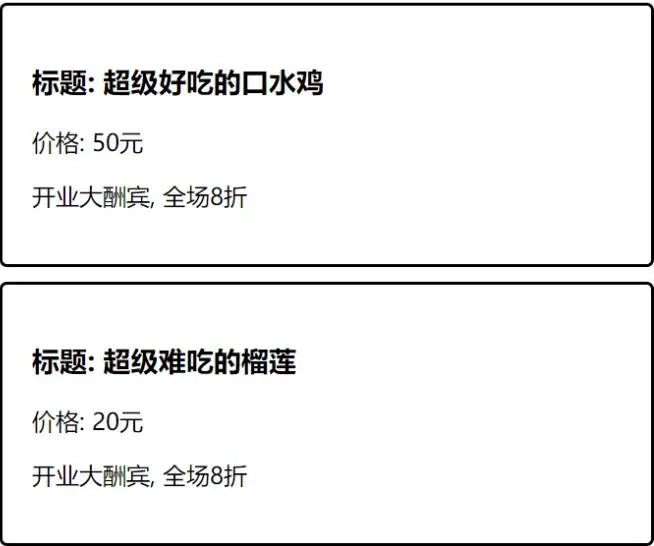 标题: 超级好吃的口水鸡
价格: 50元
开业大酬宾, 全场8折
标题: 超级难吃的榴莲
价格: 20元
开业大酬宾, 全场8折